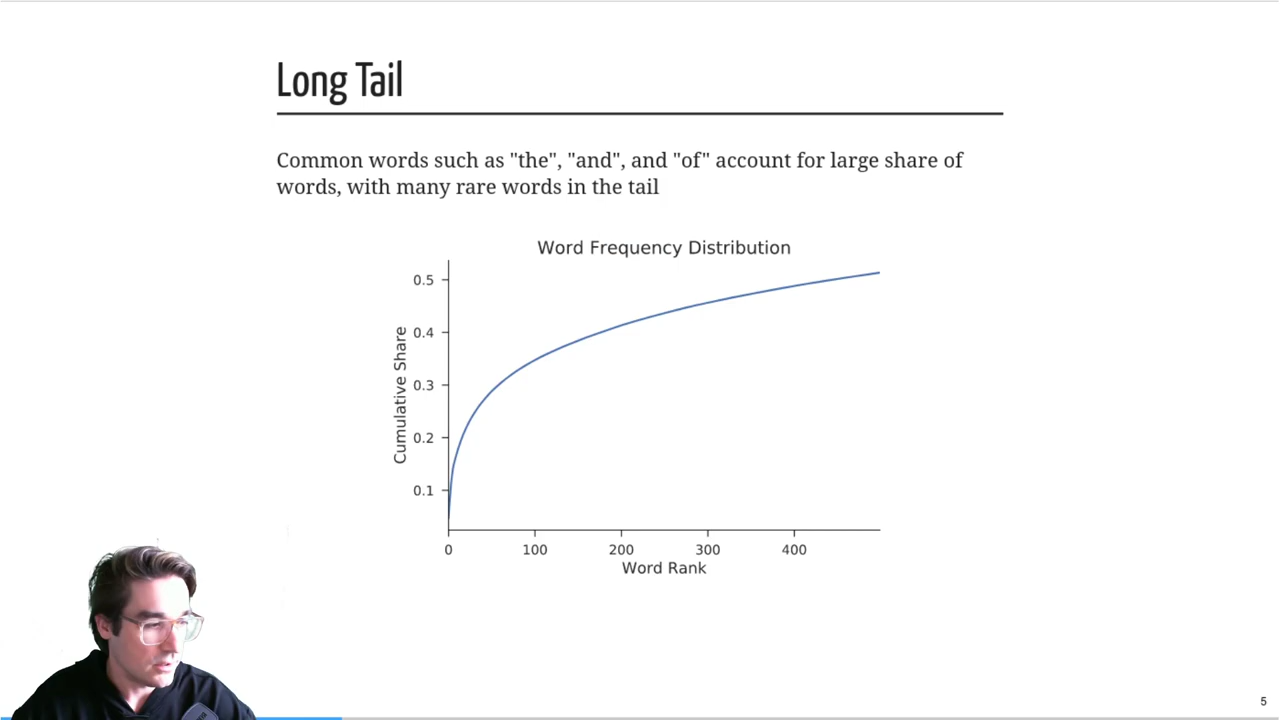 Long Tail
Common words such as "the", "and", and "of" account for large share of
words, with many rare words in the tail
Word Frequency Distribution
0.5
0.4
0.3
0.2
0.1
Cumulative Share
0 100 200 300 400
Word Rank
5